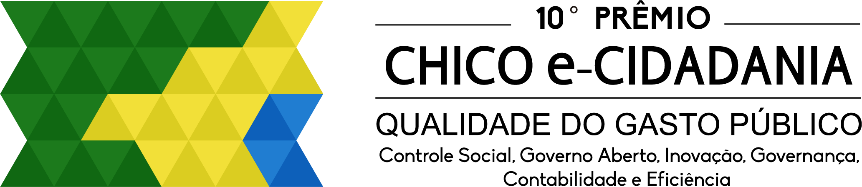 10° PRÊMIO
CHICO e-CIDADANIA
QUALIDADE DO GASTO PÚBLICO
Controle Social, Governo Aberto, Inovação, Governança,
Contabilidade e Eficiência